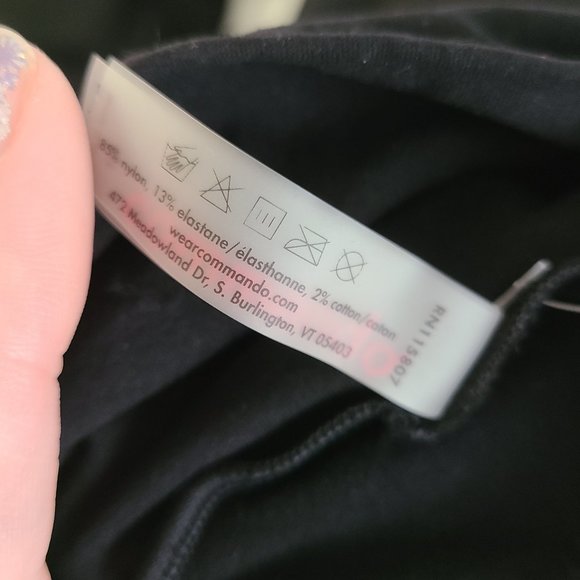 85% nylon, 13% elastane/élasthanne, 2% cotton/coton
wearcommando.com
472 Meadowland Dr, S. Burlington, VT 05403
RN115807